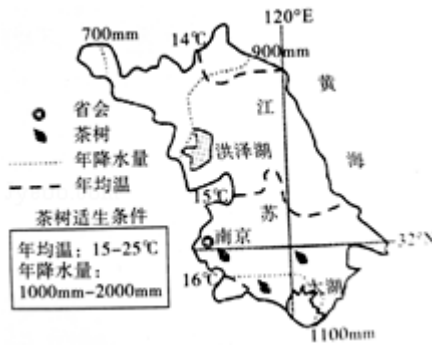 120°E
700mm
14℃
900mm
黄
海
江
苏
洪泽湖
15℃
南京
32°N
16℃
太湖
1100mm
省会
茶树
年降水量
年均温
茶树适生条件
年均温：15-25℃
年降水量：
1000mm-2000mm